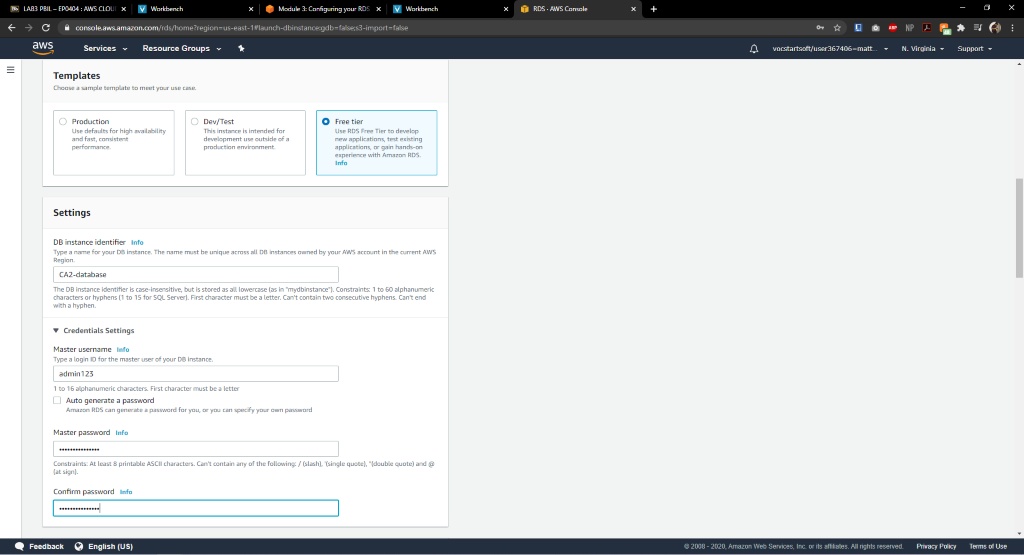 LAB3 PBIL – EP0404 : AWS CLOU
Workbench
Module 3: Configuring your RDS
Workbench
RDS · AWS Console
console.aws.amazon.com/rds/home?region=us-east-1#launch-dbinstance:gdb=false;s3-import=false
aws
Services
Resource Groups
vocstartsoft/user367406=matt...
N. Virginia
Support
Templates
Choose a sample template to meet your use case.
Production
Use defaults for high availability
and fast, consistent
performance.
Dev/Test
This instance is intended for
development use outside of a
production environment.
Free tier
Use RDS Free Tier to develop
new applications, test existing
applications, or gain hands-on
experience with Amazon RDS.
Info
Settings
DB instance identifier Info
Type a name for your DB instance. The name must be unique across all DB instances owned by your AWS account in the current AWS
Region.
CA2-database
The DB instance identifier is case-insensitive, but is stored as all lowercase (as in "mydbinstance"). Constraints: 1 to 60 alphanumeric
characters or hyphens (1 to 15 for SQL Server). First character must be a letter. Can't contain two consecutive hyphens. Can't end
with a hyphen.
Credentials Settings
Master username Info
Type a login ID for the master user of your DB instance.
admin123
1 to 16 alphanumeric characters. First character must be a letter
Auto generate a password
Amazon RDS can generate a password for you, or you can specify your own password
Master password Info
•••••••••••••••
Constraints: At least 8 printable ASCII characters. Can't contain any of the following: / (slash), '(single quote), "(double quote) and @
(at sign).
Confirm password Info
•••••••••••••••
Feedback
English (US)
© 2008 - 2020, Amazon Web Services, Inc. or its affiliates. All rights reserved.
Privacy Policy
Terms of Use